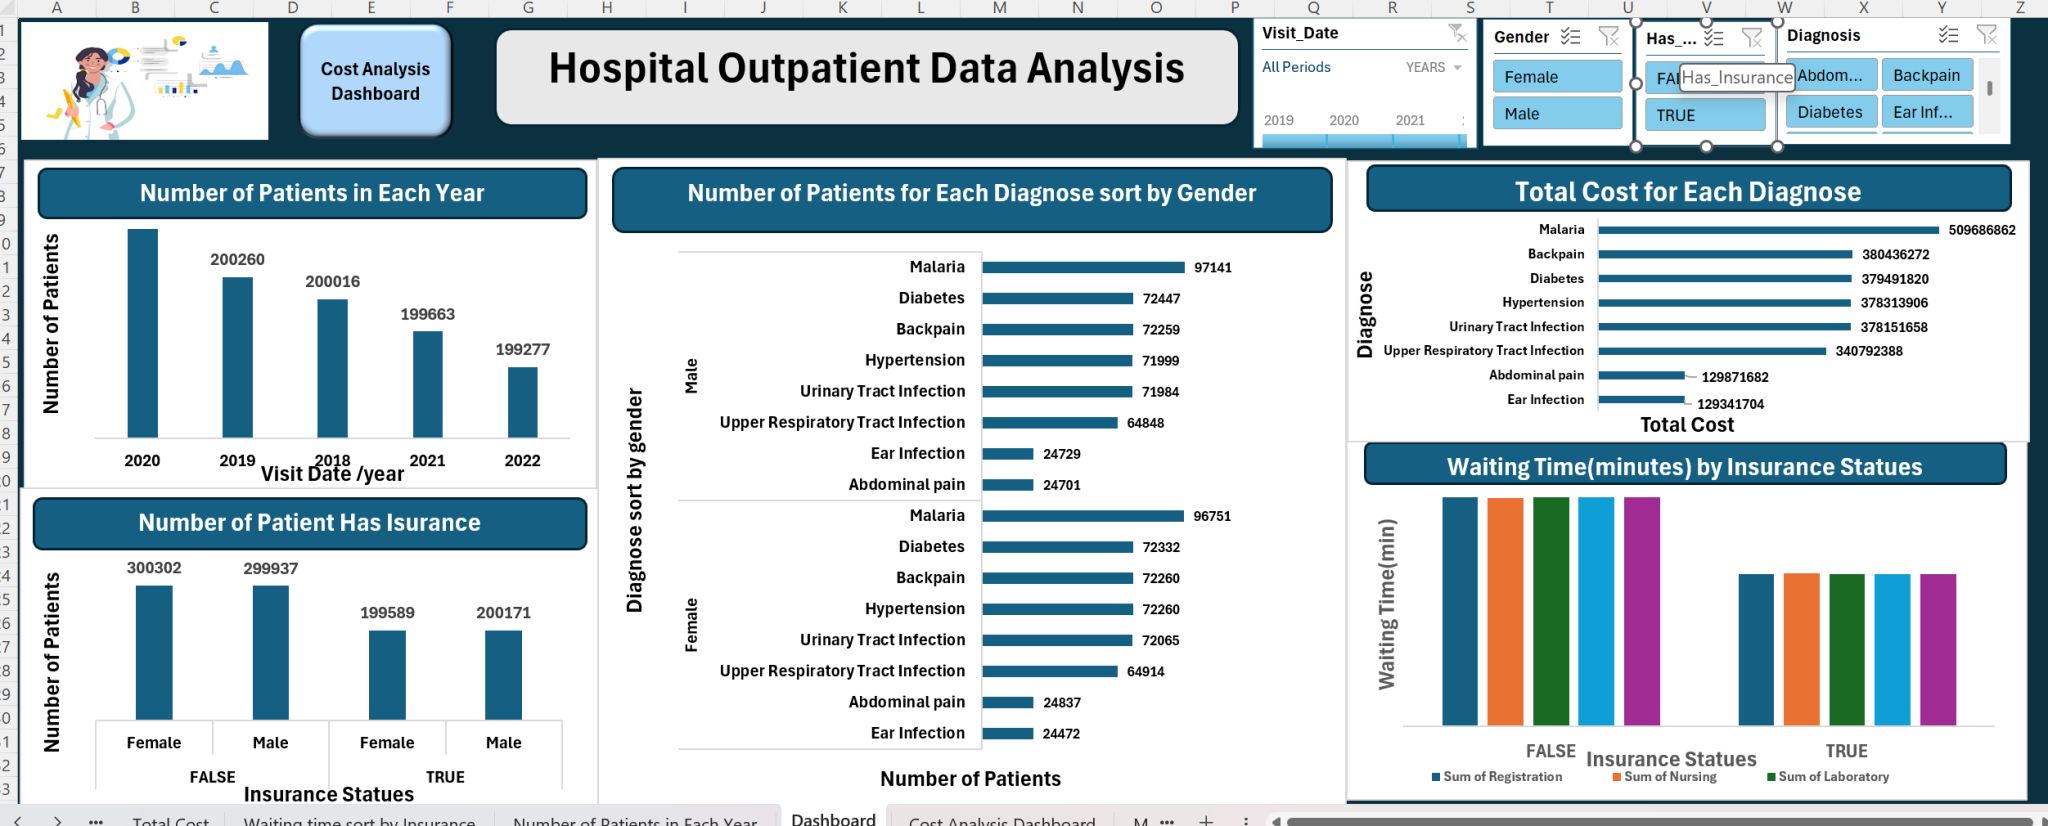 A B C D E F G H I J K L M N O P Q R S T U V W X Y Z
Cost Analysis
Dashboard
Hospital Outpatient Data Analysis
Visit_Date
All Periods YEARS
2019 2020 2021
Gender
Female
Male
Has_...
Has_Insurance
TRUE
Diagnosis
Abdom... Backpain
Diabetes Ear Inf...
Number of Patients in Each Year
Number of Patients
200260
200016
199663
199277
2020 2019 2018 2021 2022
Visit Date /year
Number of Patient Has Isurance
Number of Patients
300302 299937 199589 200171
Female Male Female Male
FALSE TRUE
Insurance Statues
Number of Patients for Each Diagnose sort by Gender
Diagnose sort by gender
Male
Malaria 97141
Diabetes 72447
Backpain 72259
Hypertension 71999
Urinary Tract Infection 71984
Upper Respiratory Tract Infection 64848
Ear Infection 24729
Abdominal pain 24701
Female
Malaria 96751
Diabetes 72332
Backpain 72260
Hypertension 72260
Urinary Tract Infection 72065
Upper Respiratory Tract Infection 64914
Abdominal pain 24837
Ear Infection 24472
Number of Patients
Total Cost for Each Diagnose
Diagnose
Malaria 509686862
Backpain 380436272
Diabetes 379491820
Hypertension 378313906
Urinary Tract Infection 378151658
Upper Respiratory Tract Infection 340792388
Abdominal pain 129871682
Ear Infection 129341704
Total Cost
Waiting Time(minutes) by Insurance Statues
Waiting Time(min)
FALSE TRUE
Insurance Statues
Sum of Registration Sum of Nursing Sum of Laboratory
Total Cost Waiting time sort by Insurance Number of Patients in Each Year Dashboard Cost Analysis Dashboard M